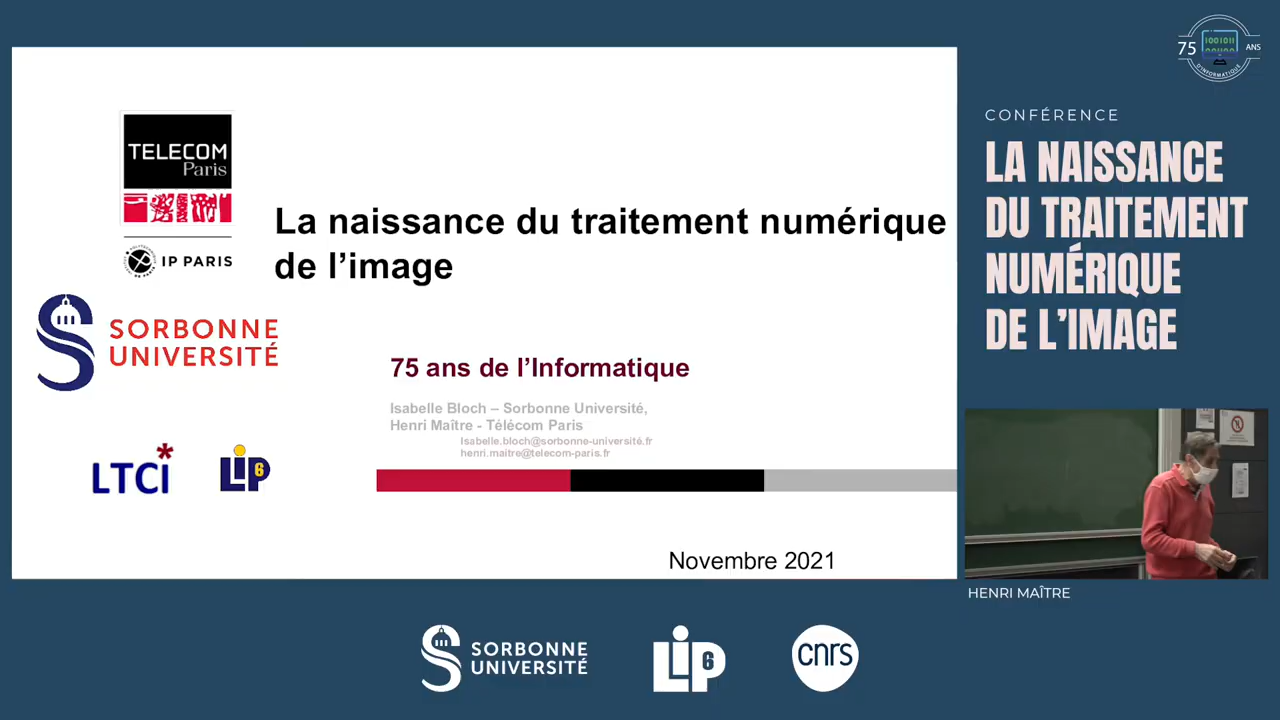 75
1001011
ANS
D'INFORMATIQUE
CONFÉRENCE
LA NAISSANCE
DU TRAITEMENT
NUMÉRIQUE
DE L'IMAGE
TELECOM
Paris
IP PARIS
La naissance du traitement numérique
de l’image
SORBONNE
UNIVERSITÉ
75 ans de l’Informatique
Isabelle Bloch – Sorbonne Université,
Henri Maître - Télécom Paris
Isabelle.bloch@sorbonne-université.fr
henri.maitre@telecom-paris.fr
LTCI*
LIP6
Novembre 2021
HENRI MAÎTRE
SORBONNE
UNIVERSITÉ
LIP6
cnrs